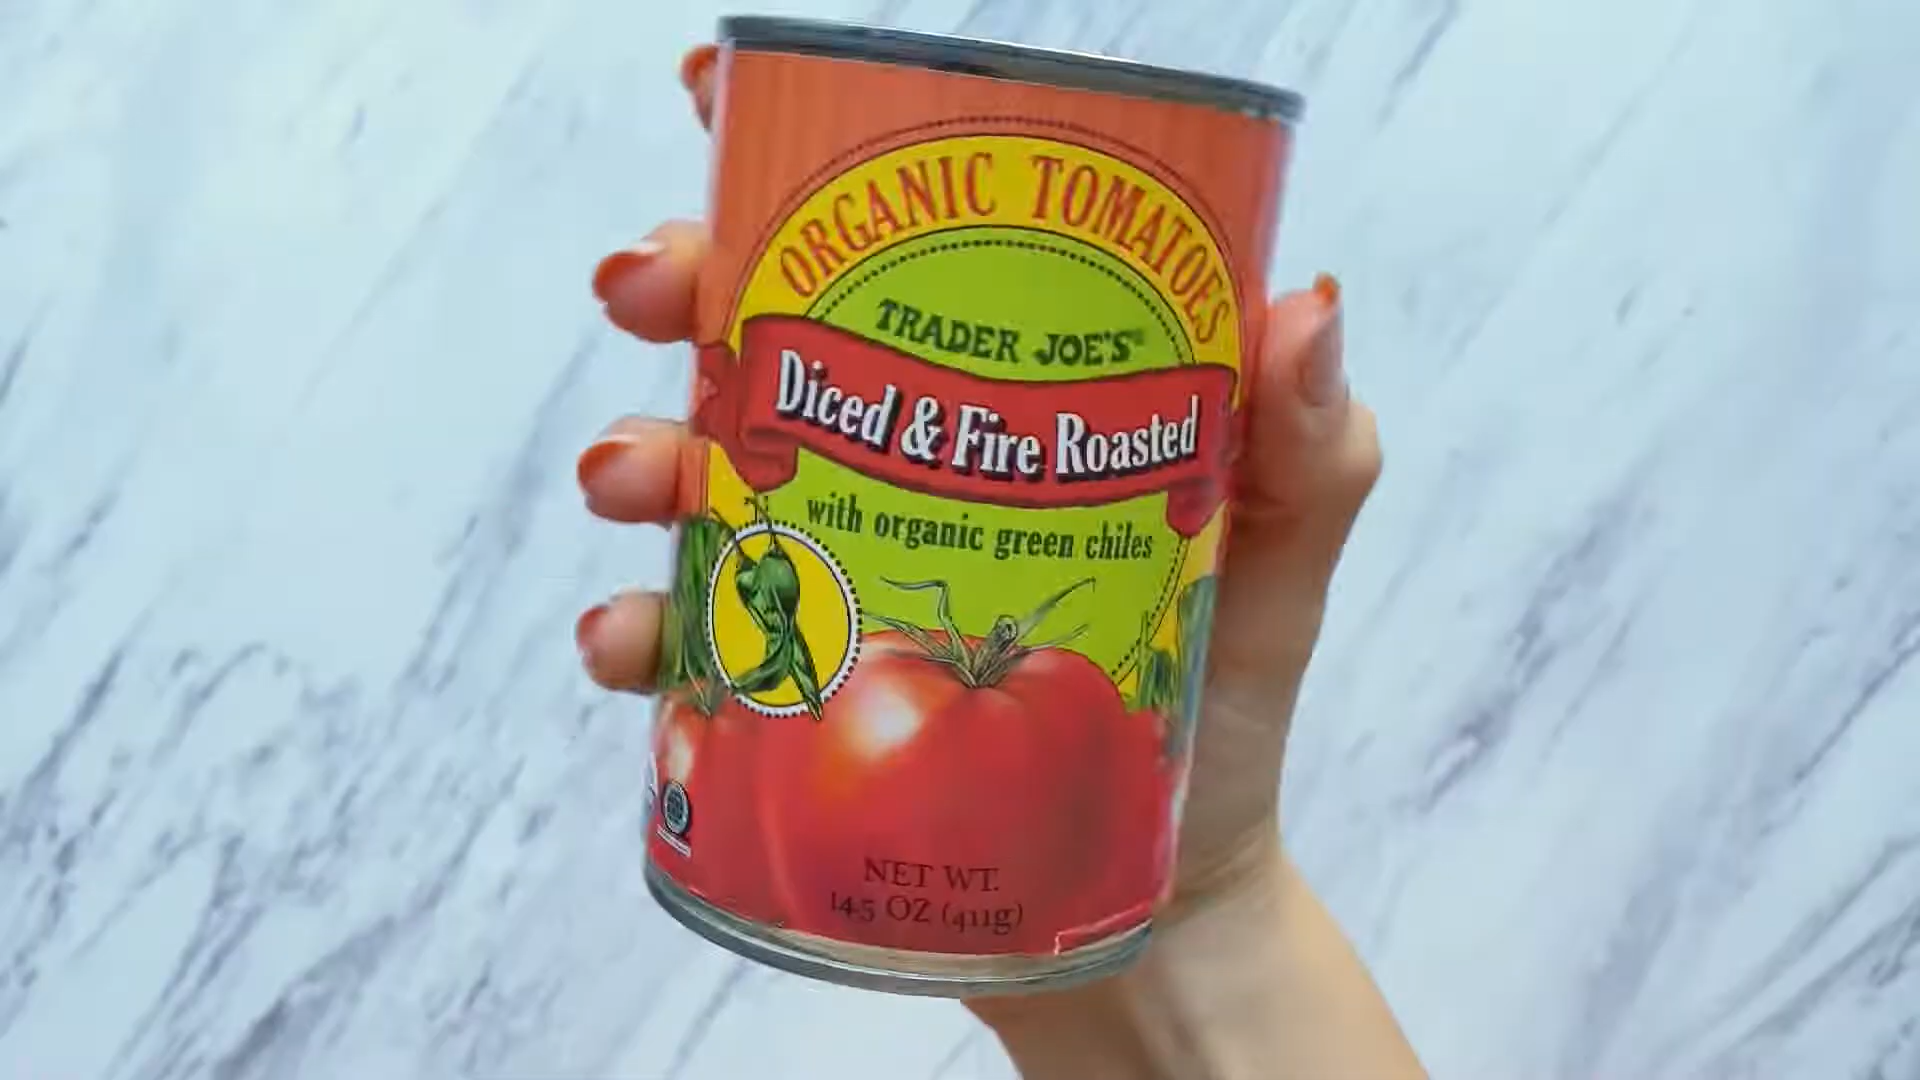 ORGANIC TOMATOES
TRADER JOE'S
Diced & Fire Roasted
with organic green chiles
NET WT.
14.5 OZ (411g)